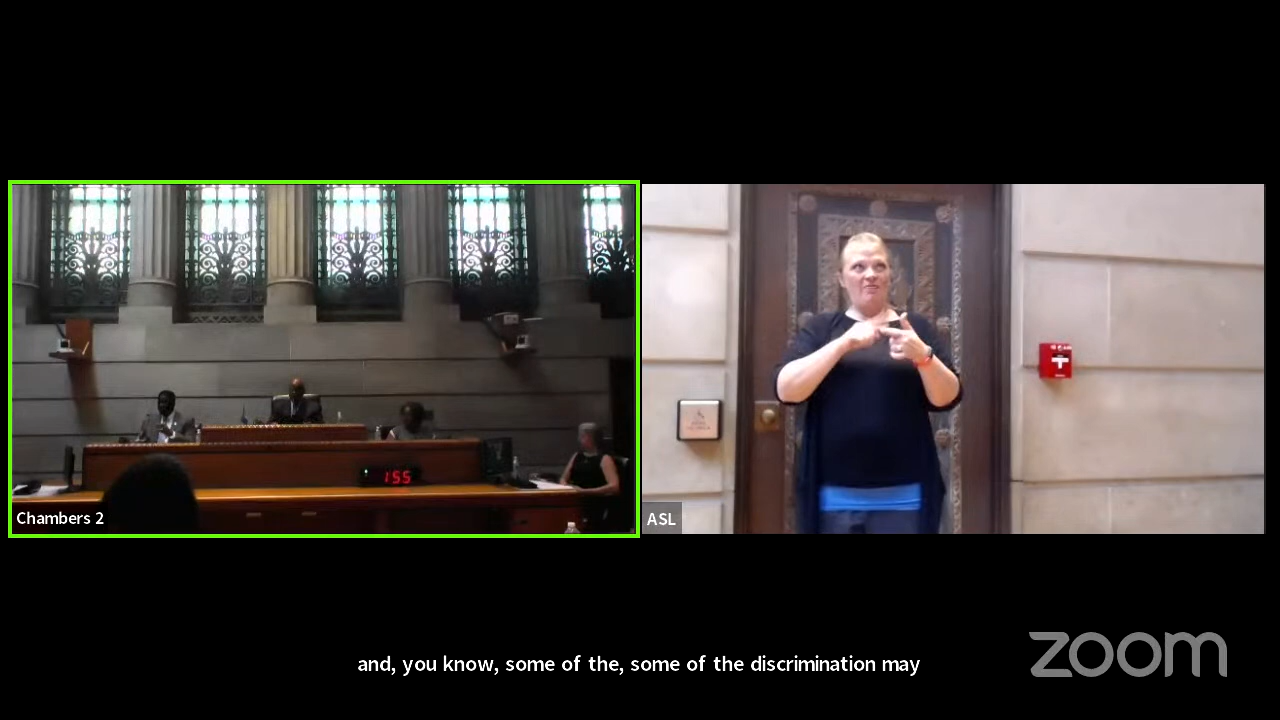 155
Chambers 2
ASL
and, you know, some of the, some of the discrimination may
zoom